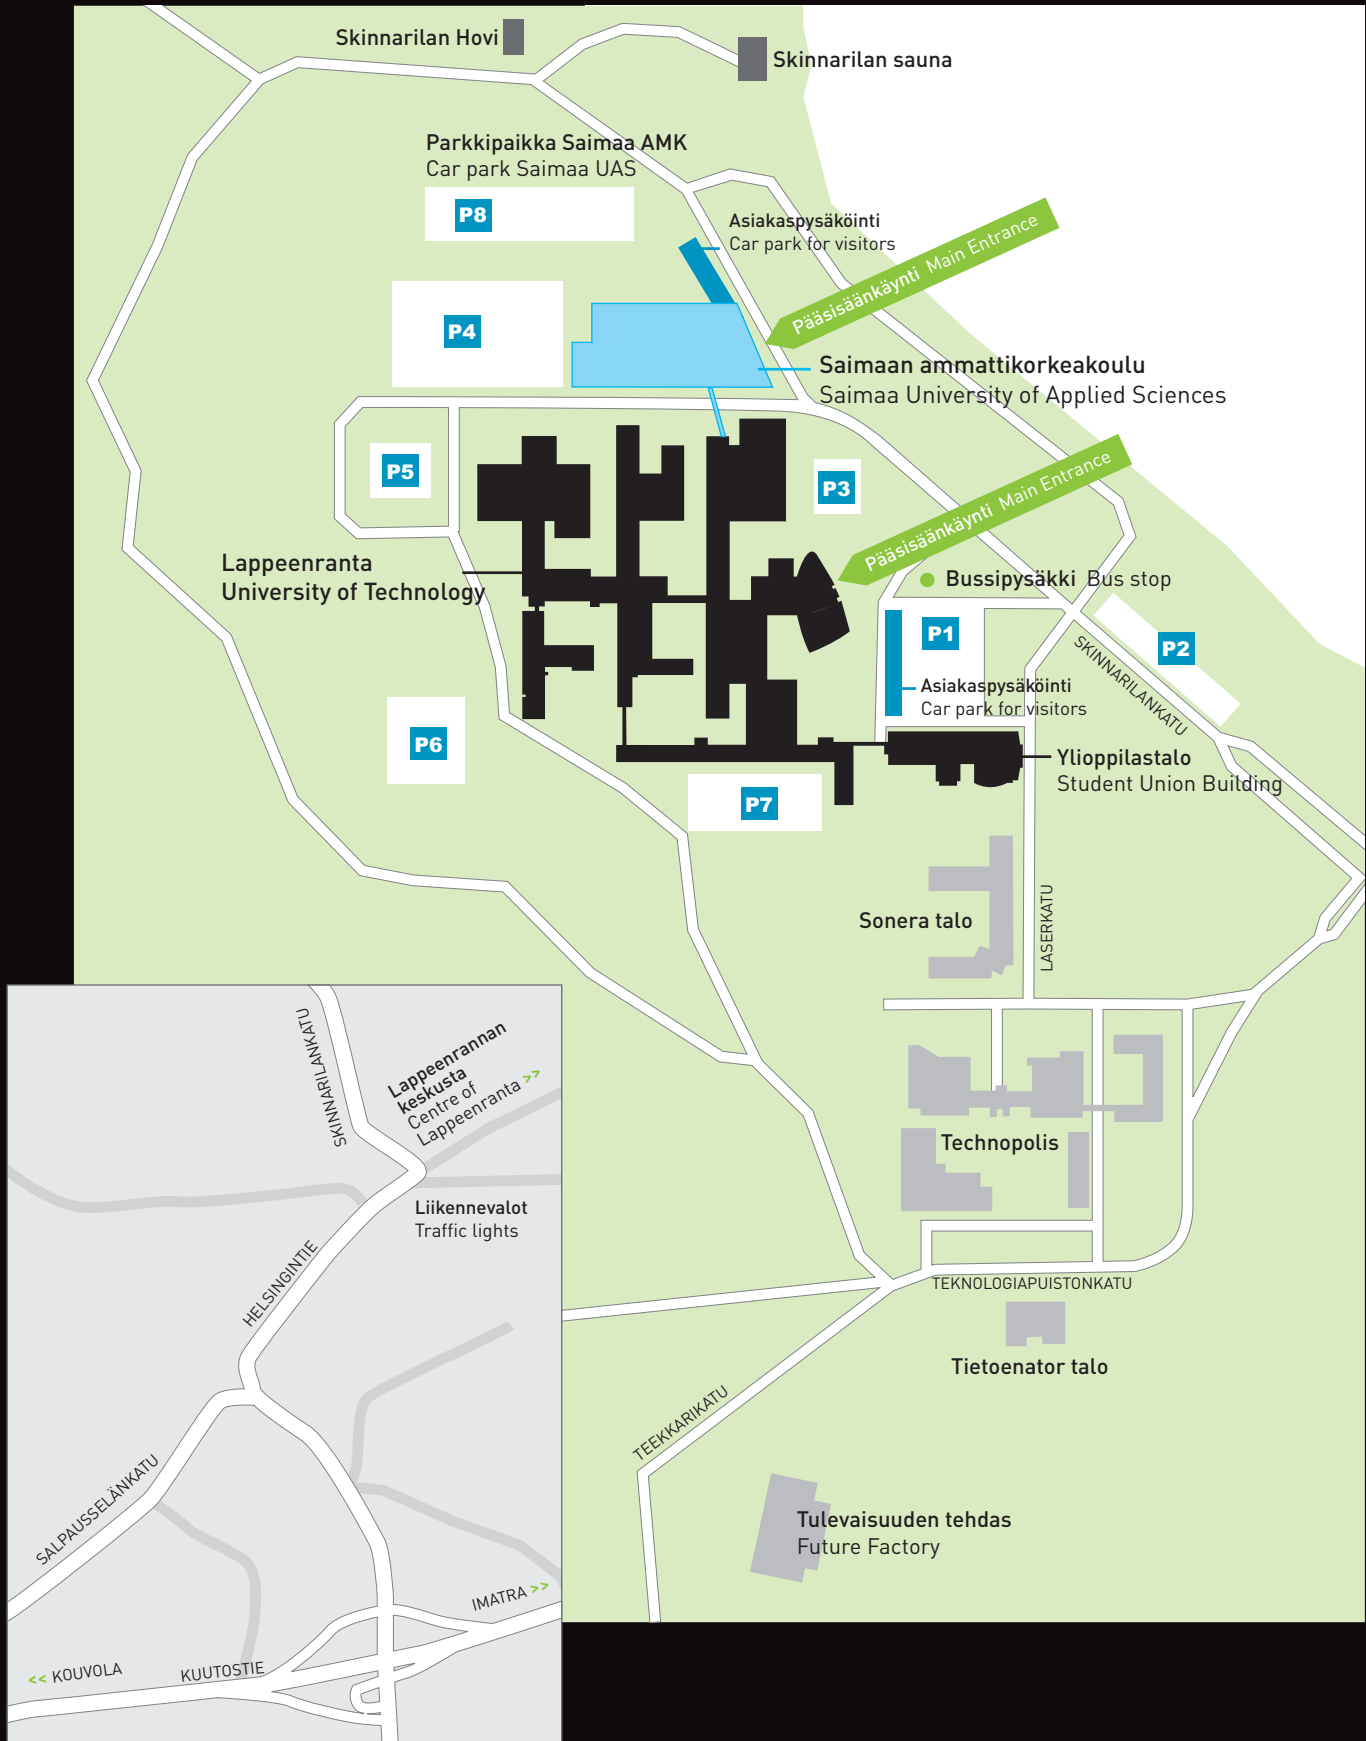 Skinnarilan Hovi
Skinnarilan sauna
Parkkipaikka Saimaa AMK
Car park Saimaa UAS
P8
Asiakaspysäköinti
Car park for visitors
Pääsisäänkäynti Main Entrance
P4
Saimaan ammattikorkeakoulu
Saimaa University of Applied Sciences
P5
P3
Pääsisäänkäynti Main Entrance
Lappeenranta
University of Technology
Bussipysäkki Bus stop
P1
P2
SKINNARILANKATU
Asiakaspysäköinti
Car park for visitors
P6
Ylioppilastalo
Student Union Building
P7
Sonera talo
LASERKATU
Technopolis
TEKNOLOGIAPUISTONKATU
Tietoenator talo
TEEKKARIKATU
Tulevaisuuden tehdas
Future Factory
SKINNARILANKATU
Lappeenrannan
keskusta
Centre of
Lappeenranta >>
Liikennevalot
Traffic lights
HELSINGINTIE
SALPAUSSELÄNKATU
IMATRA >>
<< KOUVOLA
KUUTOSTIE